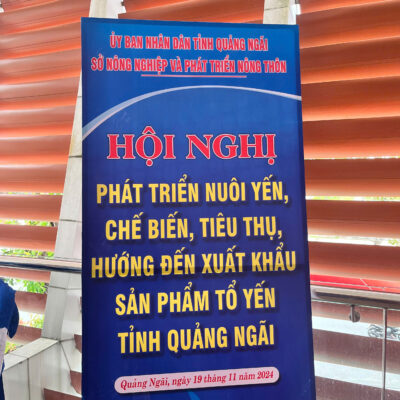 ỦY BAN NHÂN DÂN TỈNH QUẢNG NGÃI
SỞ NÔNG NGHIỆP VÀ PHÁT TRIỂN NÔNG THÔN
HỘI NGHỊ
PHÁT TRIỂN NUÔI YẾN,
CHẾ BIẾN, TIÊU THỤ,
HƯỚNG ĐẾN XUẤT KHẨU
SẢN PHẨM TỔ YẾN
TỈNH QUẢNG NGÃI
Quảng Ngãi, ngày 19 tháng 11 năm 2024